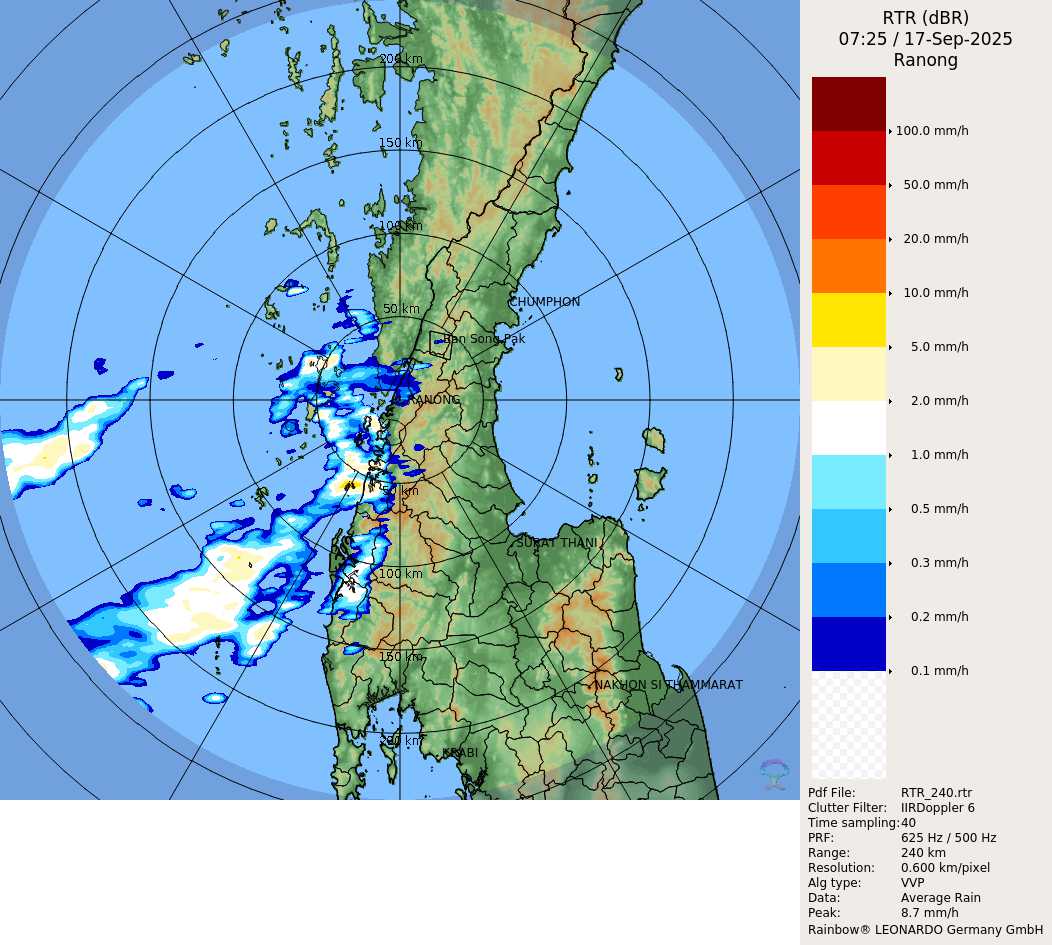 RTR (dBR)
07:25 / 17-Sep-2025
Ranong
200 km
150 km
100 km
50 km
CHUMPHON
Ban Song Pak
RANONG
50 km
SURAT THANI
100 km
150 km
NAKHON SI THAMMARAT
200 km
KRABI
100.0 mm/h
50.0 mm/h
20.0 mm/h
10.0 mm/h
5.0 mm/h
2.0 mm/h
1.0 mm/h
0.5 mm/h
0.3 mm/h
0.2 mm/h
0.1 mm/h
Pdf File: RTR_240.rtr
Clutter Filter: IIRDoppler 6
Time sampling:40
PRF: 625 Hz / 500 Hz
Range: 240 km
Resolution: 0.600 km/pixel
Alg type: VVP
Data: Average Rain
Peak: 8.7 mm/h
Rainbow® LEONARDO Germany GmbH